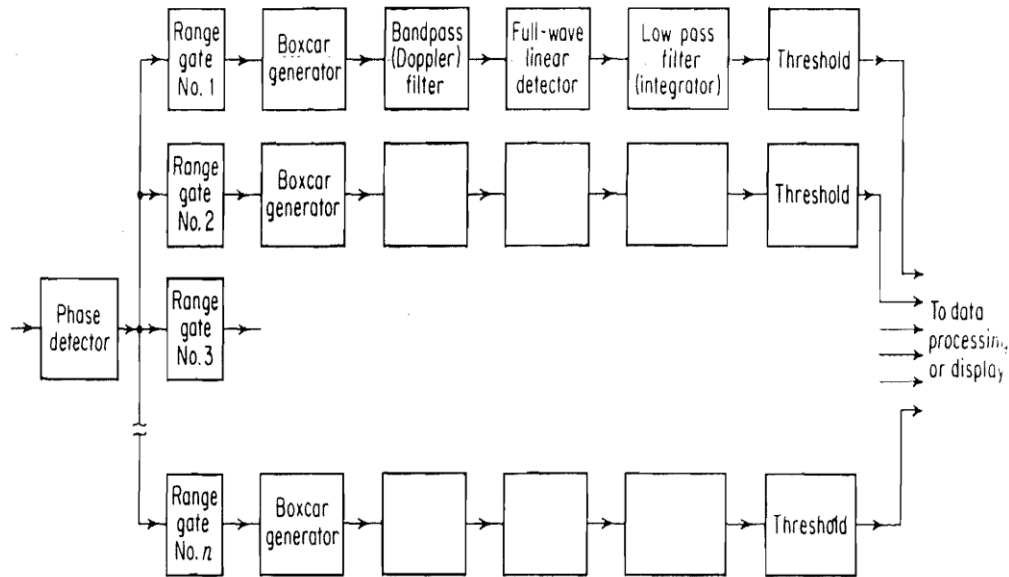 Range
gate
No. 1
Boxcar
generator
Bandpass
(Doppler)
filter
Full-wave
linear
detector
Low pass
filter
(integrator)
Threshold
Range
gate
No. 2
Boxcar
generator
Threshold
Phase
detector
Range
gate
No. 3
To data
processing
or display
Range
gate
No. n
Boxcar
generator
Threshold